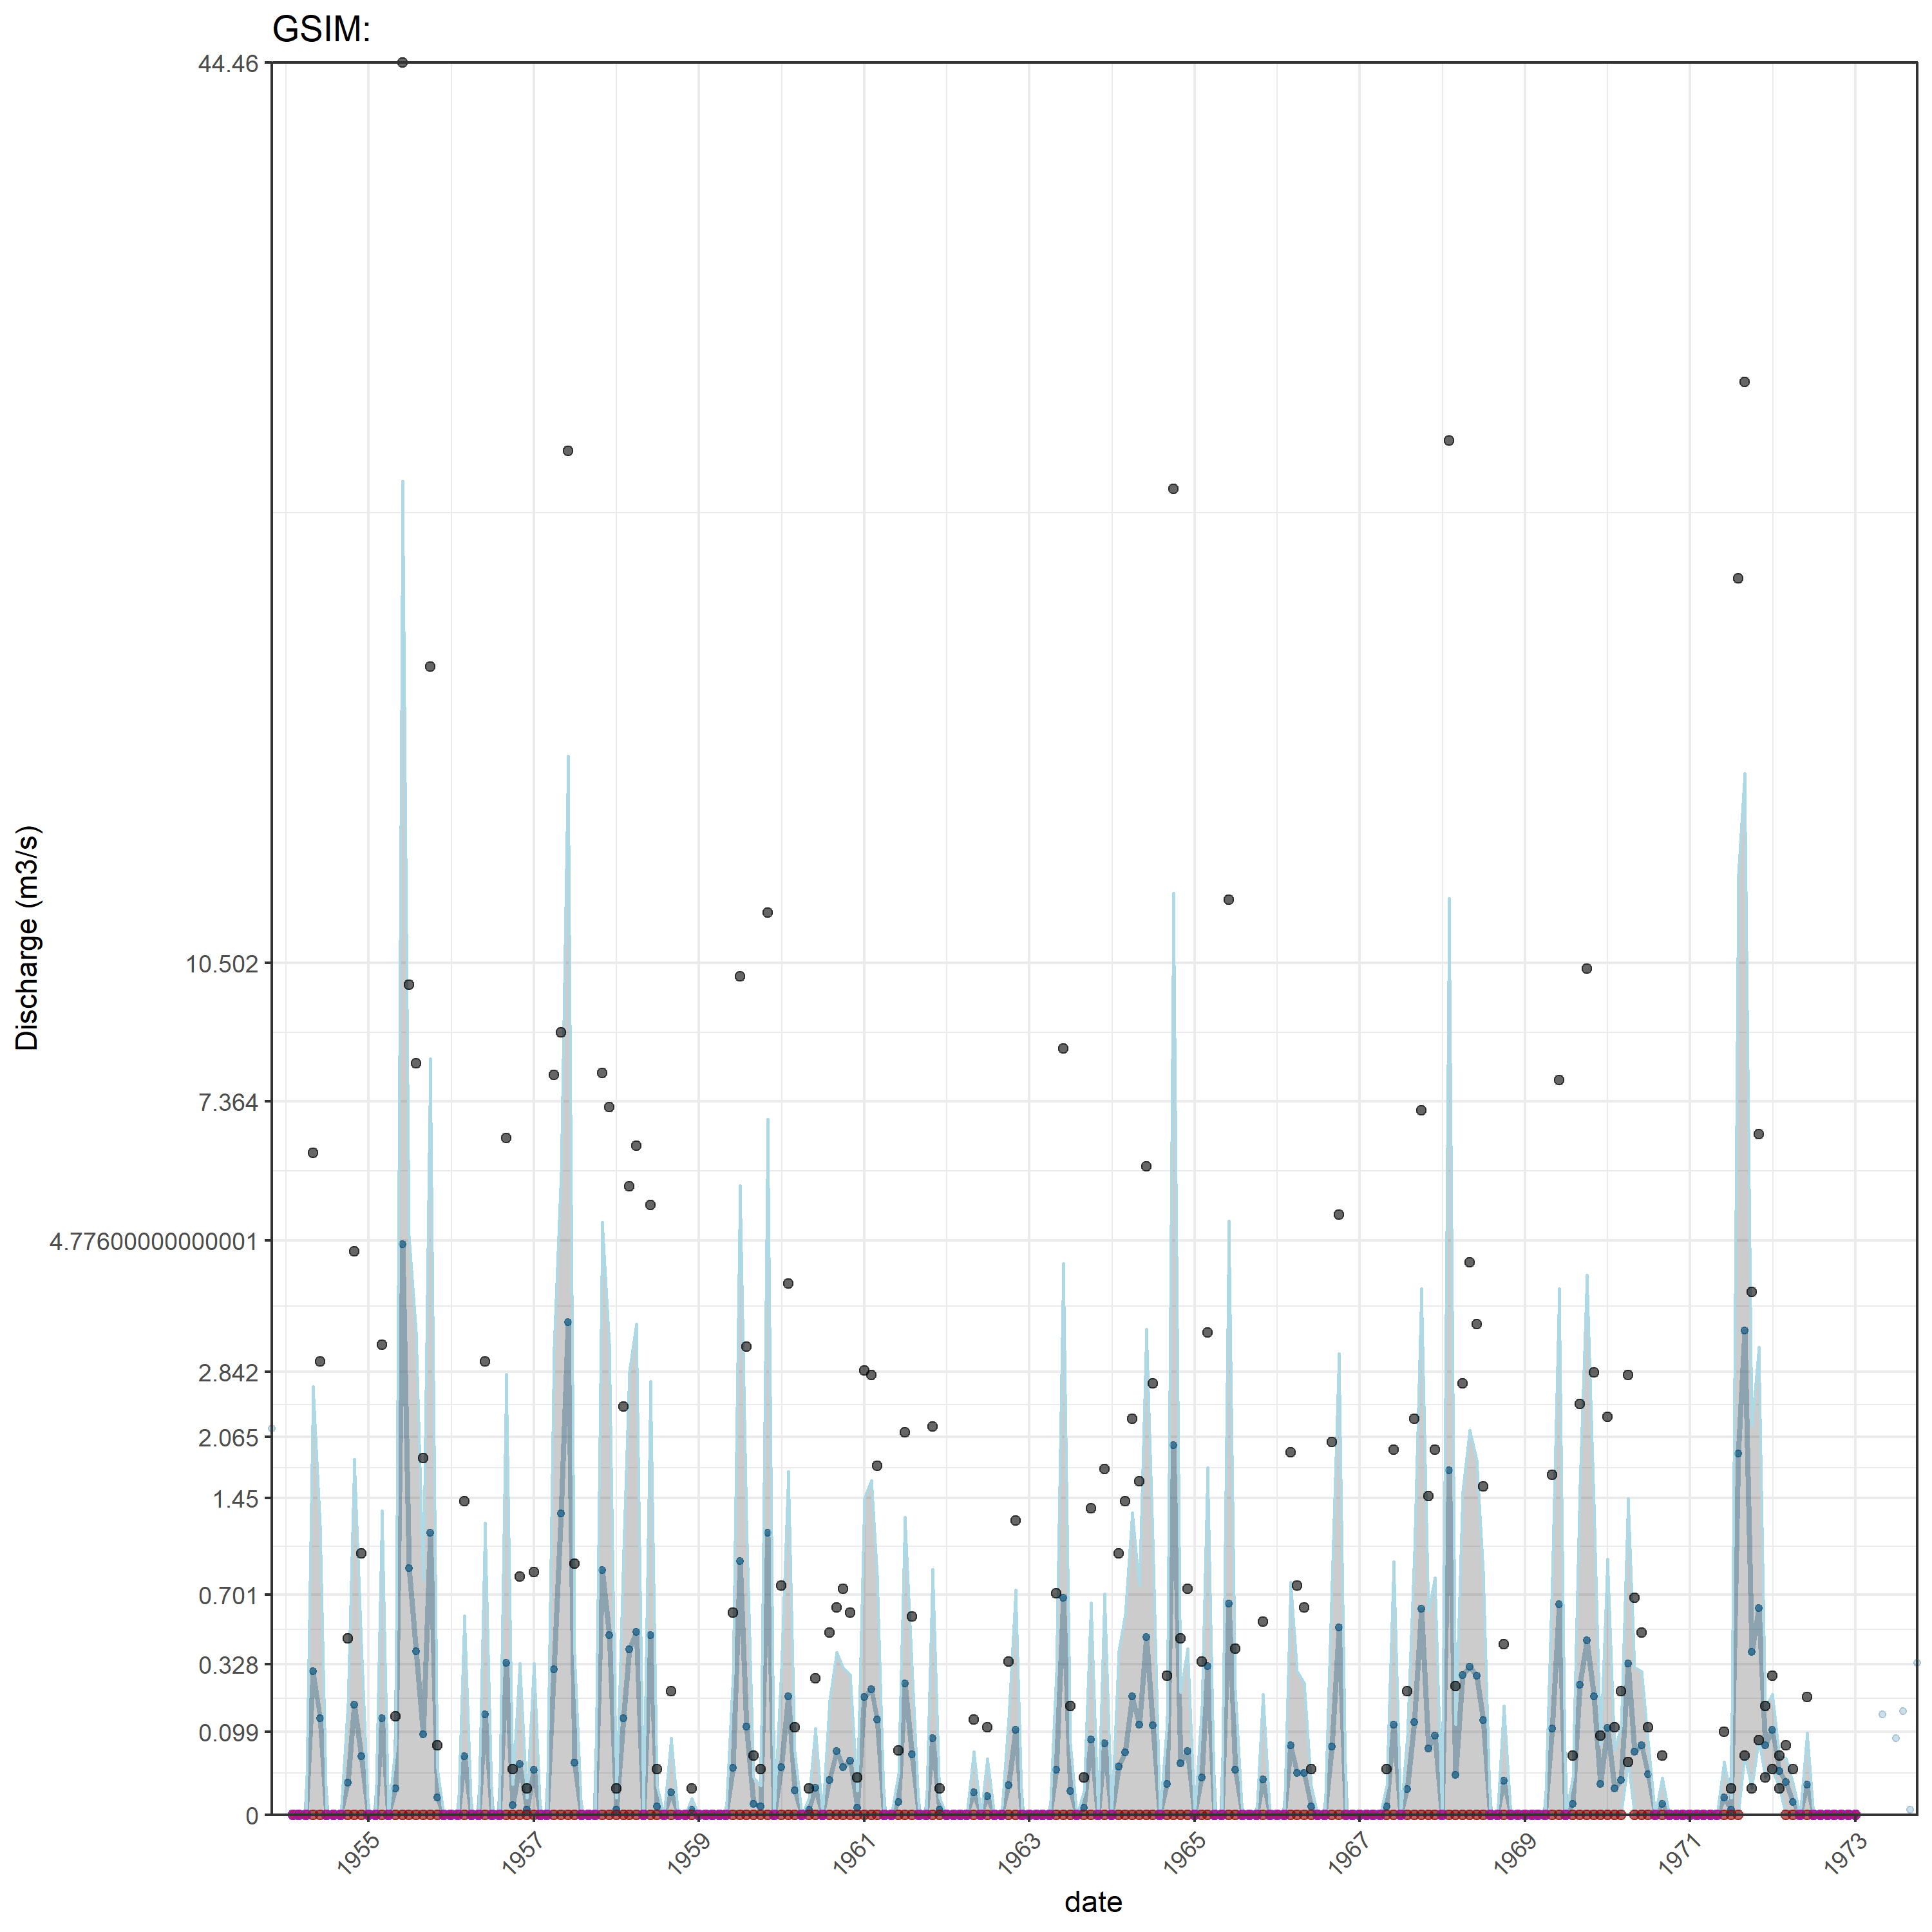 GSIM:
44.46
10.502
7.364
4.77600000000001
2.842
2.065
1.45
0.701
0.328
0.099
0
Discharge (m3/s)
1955 1957 1959 1961 1963 1965 1967 1969 1971 1973
date